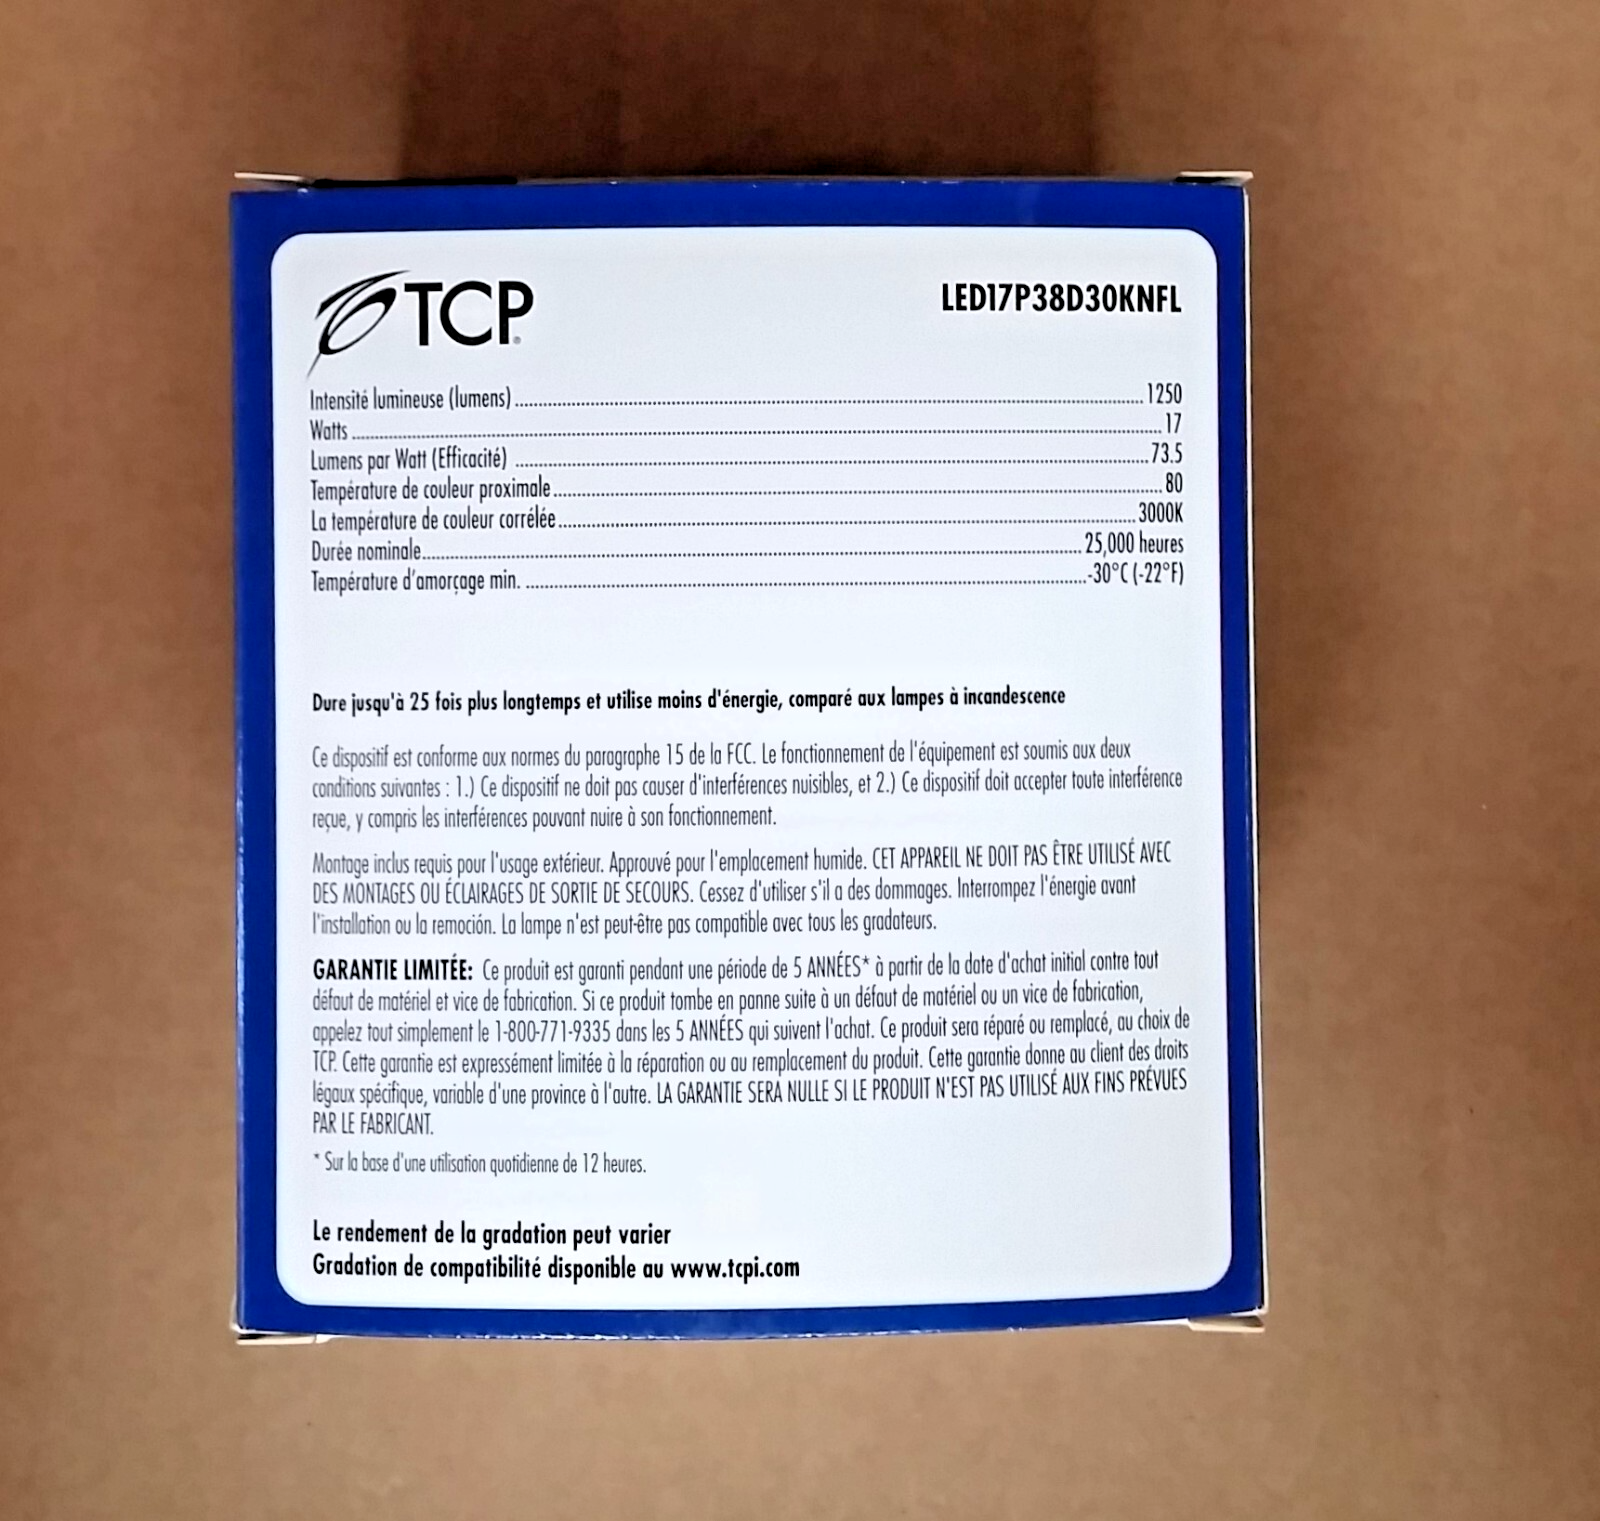 TCP®
LED17P38D30KNFL
Intensité lumineuse (lumens) 1250
Watts 17
Lumens par Watt (Efficacité) 73.5
Température de couleur proximale 80
La température de couleur corrélée 3000K
Durée nominale 25,000 heures
Température d'amorçage min. -30°C (-22°F)
Dure jusqu'à 25 fois plus longtemps et utilise moins d'énergie, comparé aux lampes à incandescence
Ce dispositif est conforme aux normes du paragraphe 15 de la FCC. Le fonctionnement de l'équipement est soumis aux deux
conditions suivantes : 1.) Ce dispositif ne doit pas causer d'interférences nuisibles, et 2.) Ce dispositif doit accepter toute interférence
reçue, y compris les interférences pouvant nuire à son fonctionnement.
Montage inclus requis pour l'usage extérieur. Approuvé pour l'emplacement humide. CET APPAREIL NE DOIT PAS ÊTRE UTILISÉ AVEC
DES MONTAGES OU ÉCLAIRAGES DE SORTIE DE SECOURS. Cessez d'utiliser s'il a des dommages. Interrompez l'énergie avant
l'installation ou la remoción. La lampe n'est peut-être pas compatible avec tous les gradateurs.
GARANTIE LIMITÉE: Ce produit est garanti pendant une période de 5 ANNÉES* à partir de la date d'achat initial contre tout
défaut de matériel et vice de fabrication. Si ce produit tombe en panne suite à un défaut de matériel ou un vice de fabrication,
appelez tout simplement le 1-800-771-9335 dans les 5 ANNÉES qui suivent l'achat. Ce produit sera réparé ou remplacé, au choix de
TCP. Cette garantie est expressément limitée à la réparation ou au remplacement du produit. Cette garantie donne au client des droits
légaux spécifique, variable d'une province à l'autre. LA GARANTIE SERA NULLE SI LE PRODUIT N'EST PAS UTILISÉ AUX FINS PRÉVUES
PAR LE FABRICANT.
* Sur la base d'une utilisation quotidienne de 12 heures.
Le rendement de la gradation peut varier
Gradation de compatibilité disponible au www.tcpi.com